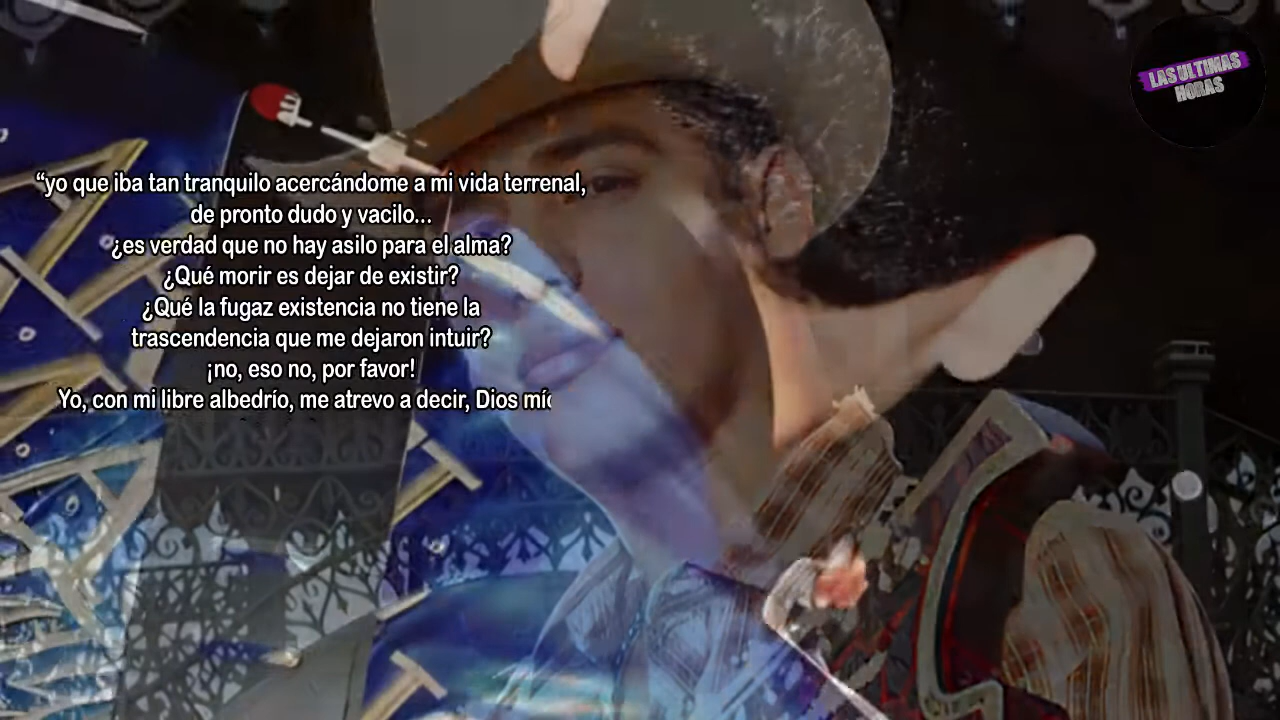 LAS ULTIMAS
HORAS
“yo que iba tan tranquilo acercándome a mi vida terrenal,
de pronto dudo y vacilo...
¿es verdad que no hay asilo para el alma?
¿Qué morir es dejar de existir?
¿Qué la fugaz existencia no tiene la
trascendencia que me dejaron intuir?
¡no, eso no, por favor!
Yo, con mi libre albedrío, me atrevo a decir, Dios